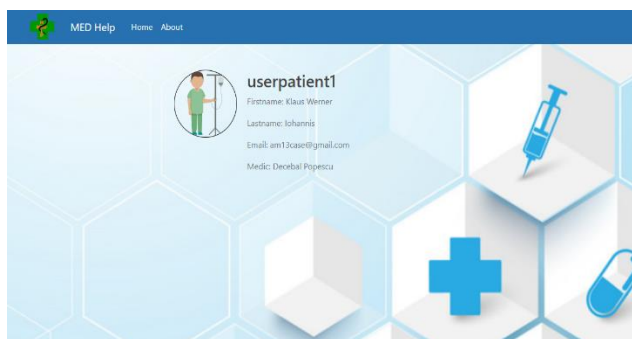 MED Help Home About
userpatient1
Firstname: Klaus Werner
Lastname: Iohannis
Email: am13case@gmail.com
Medic: Decebal Popescu